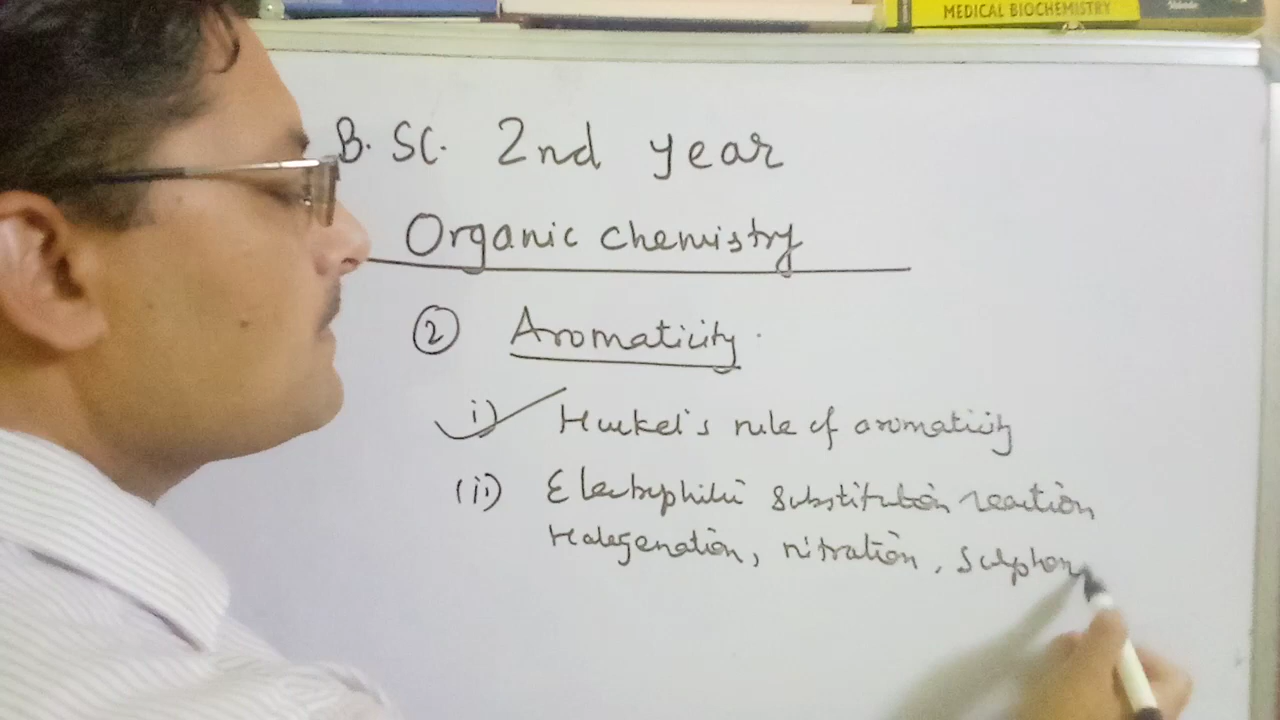 MEDICAL BIOCHEMISTRY
B. SC. 2nd year
Organic chemistry
2 Aromaticity.
i) Huckel's rule of aromaticity
(ii) Electrophilic substitution reaction
Halogenation, nitration, sulphon